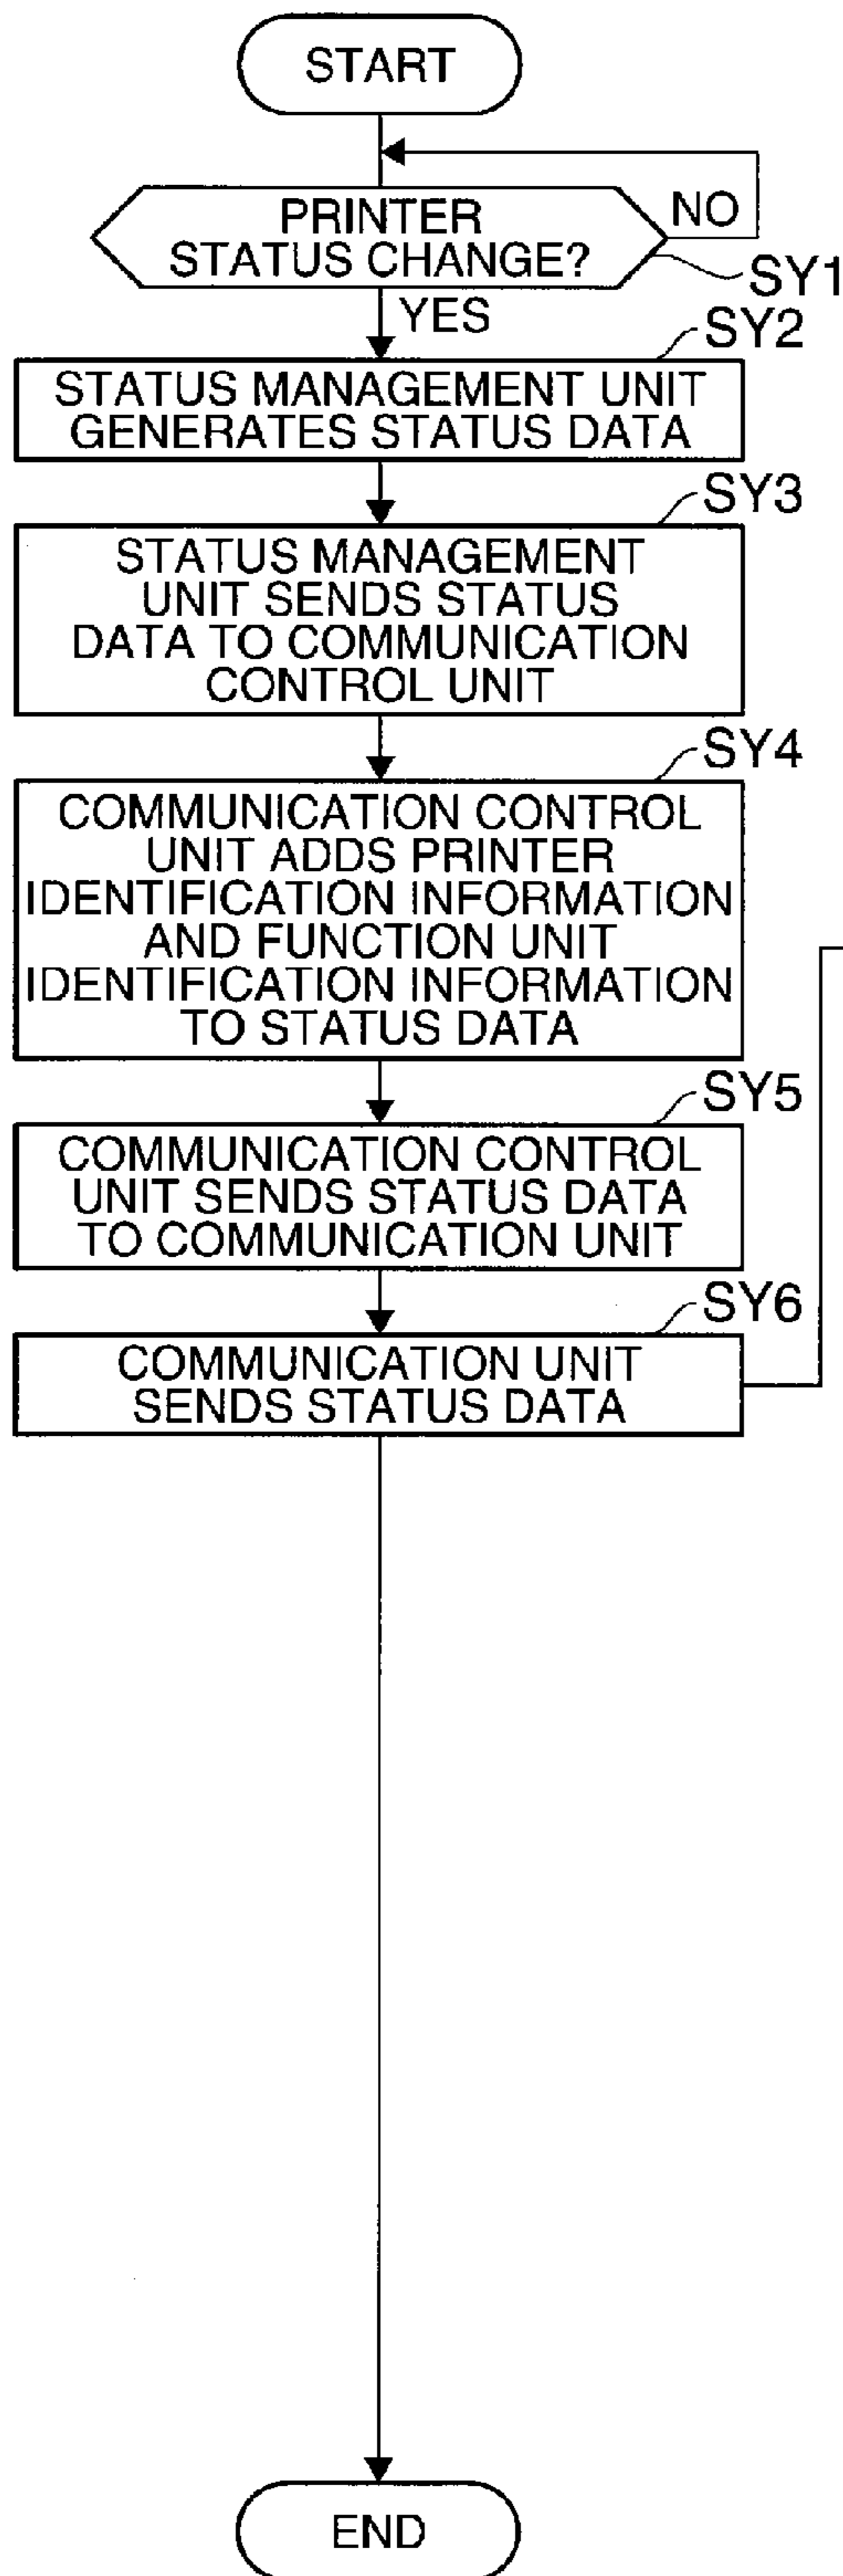 START
PRINTER
STATUS CHANGE?
NO
SY1
YES
SY2
STATUS MANAGEMENT UNIT
GENERATES STATUS DATA
SY3
STATUS MANAGEMENT
UNIT SENDS STATUS
DATA TO COMMUNICATION
CONTROL UNIT
SY4
COMMUNICATION CONTROL
UNIT ADDS PRINTER
IDENTIFICATION INFORMATION
AND FUNCTION UNIT
IDENTIFICATION INFORMATION
TO STATUS DATA
SY5
COMMUNICATION CONTROL
UNIT SENDS STATUS DATA
TO COMMUNICATION UNIT
SY6
COMMUNICATION UNIT
SENDS STATUS DATA
END